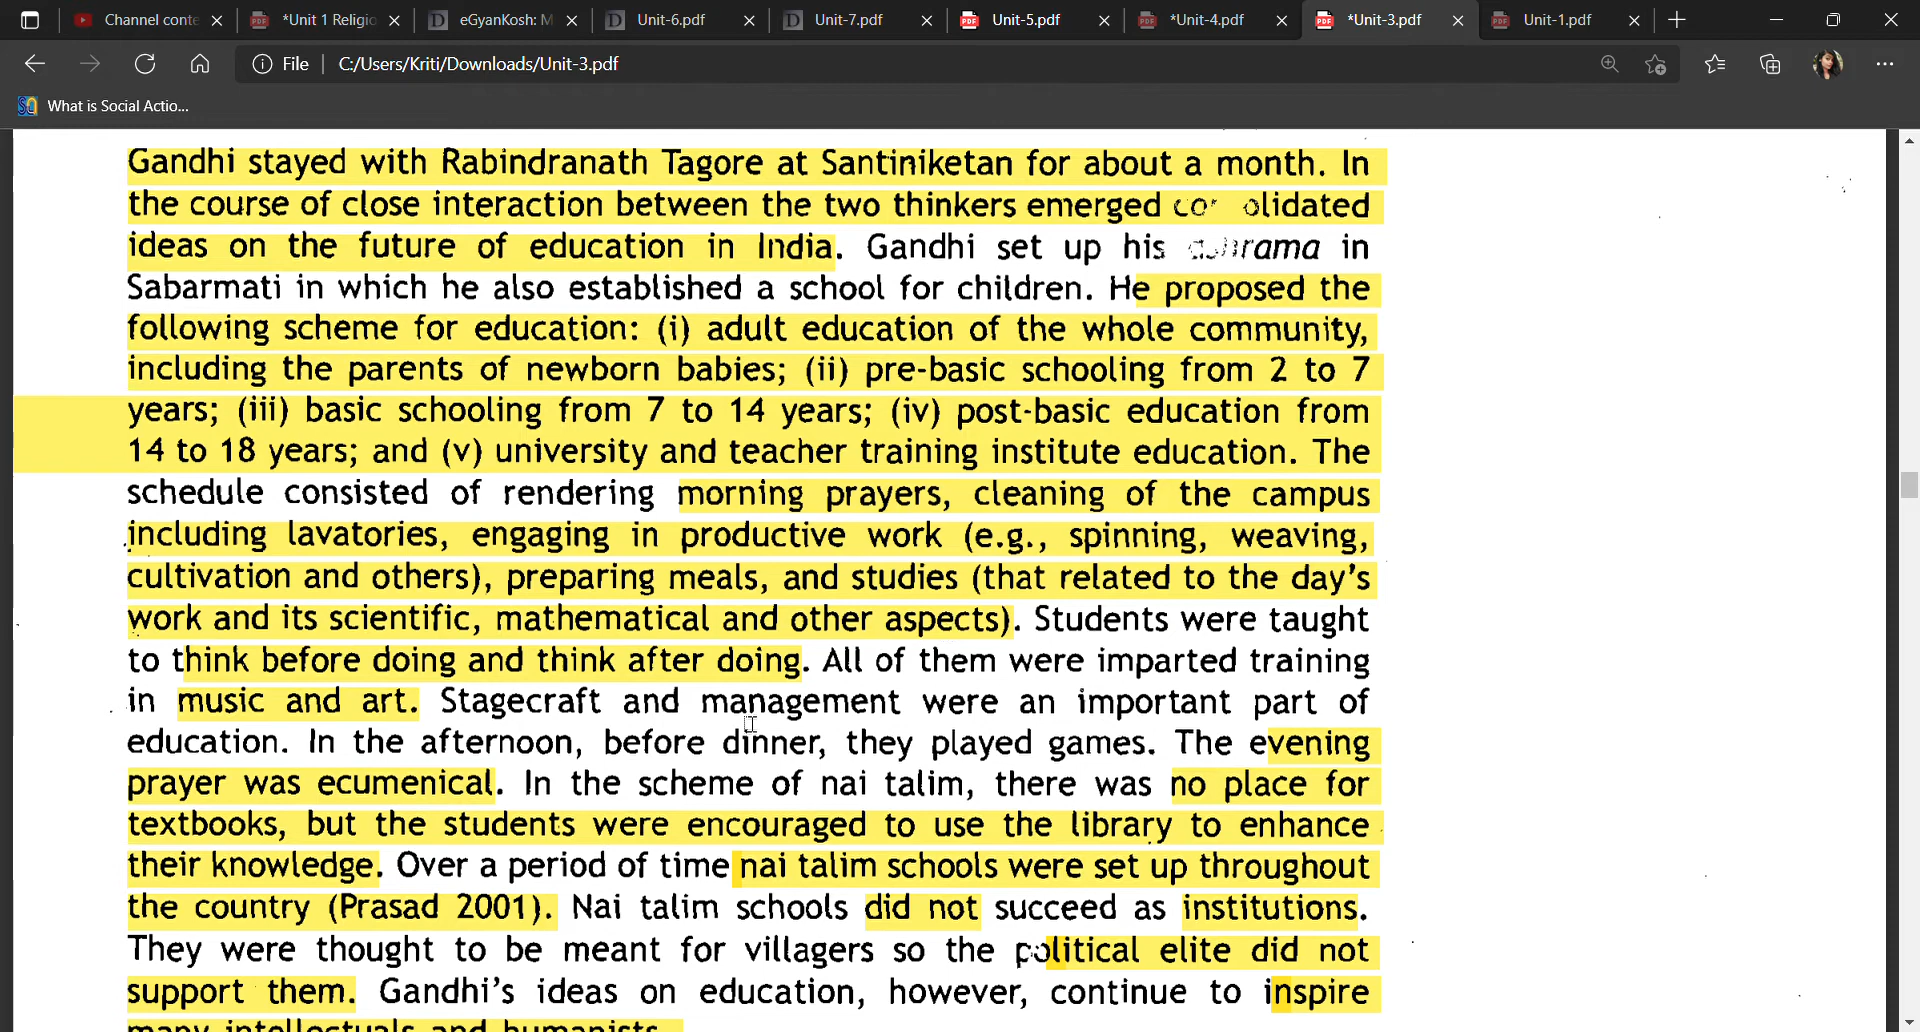 Channel conte
*Unit 1 Religio
eGyanKosh: M
Unit-6.pdf
Unit-7.pdf
Unit-5.pdf
*Unit-4.pdf
*Unit-3.pdf
Unit-1.pdf
File
C:/Users/Kriti/Downloads/Unit-3.pdf
What is Social Actio...
Gandhi stayed with Rabindranath Tagore at Santiniketan for about a month. In
the course of close interaction between the two thinkers emerged consolidated
ideas on the future of education in India. Gandhi set up his ashrama in
Sabarmati in which he also established a school for children. He proposed the
following scheme for education: (i) adult education of the whole community,
including the parents of newborn babies; (ii) pre-basic schooling from 2 to 7
years; (iii) basic schooling from 7 to 14 years; (iv) post-basic education from
14 to 18 years; and (v) university and teacher training institute education. The
schedule consisted of rendering morning prayers, cleaning of the campus
including lavatories, engaging in productive work (e.g., spinning, weaving,
cultivation and others), preparing meals, and studies (that related to the day's
work and its scientific, mathematical and other aspects). Students were taught
to think before doing and think after doing. All of them were imparted training
in music and art. Stagecraft and management were an important part of
education. In the afternoon, before dinner, they played games. The evening
prayer was ecumenical. In the scheme of nai talim, there was no place for
textbooks, but the students were encouraged to use the library to enhance
their knowledge. Over a period of time nai talim schools were set up throughout
the country (Prasad 2001). Nai talim schools did not succeed as institutions.
They were thought to be meant for villagers so the political elite did not
support them. Gandhi's ideas on education, however, continue to inspire
many intellectuals and humanists.